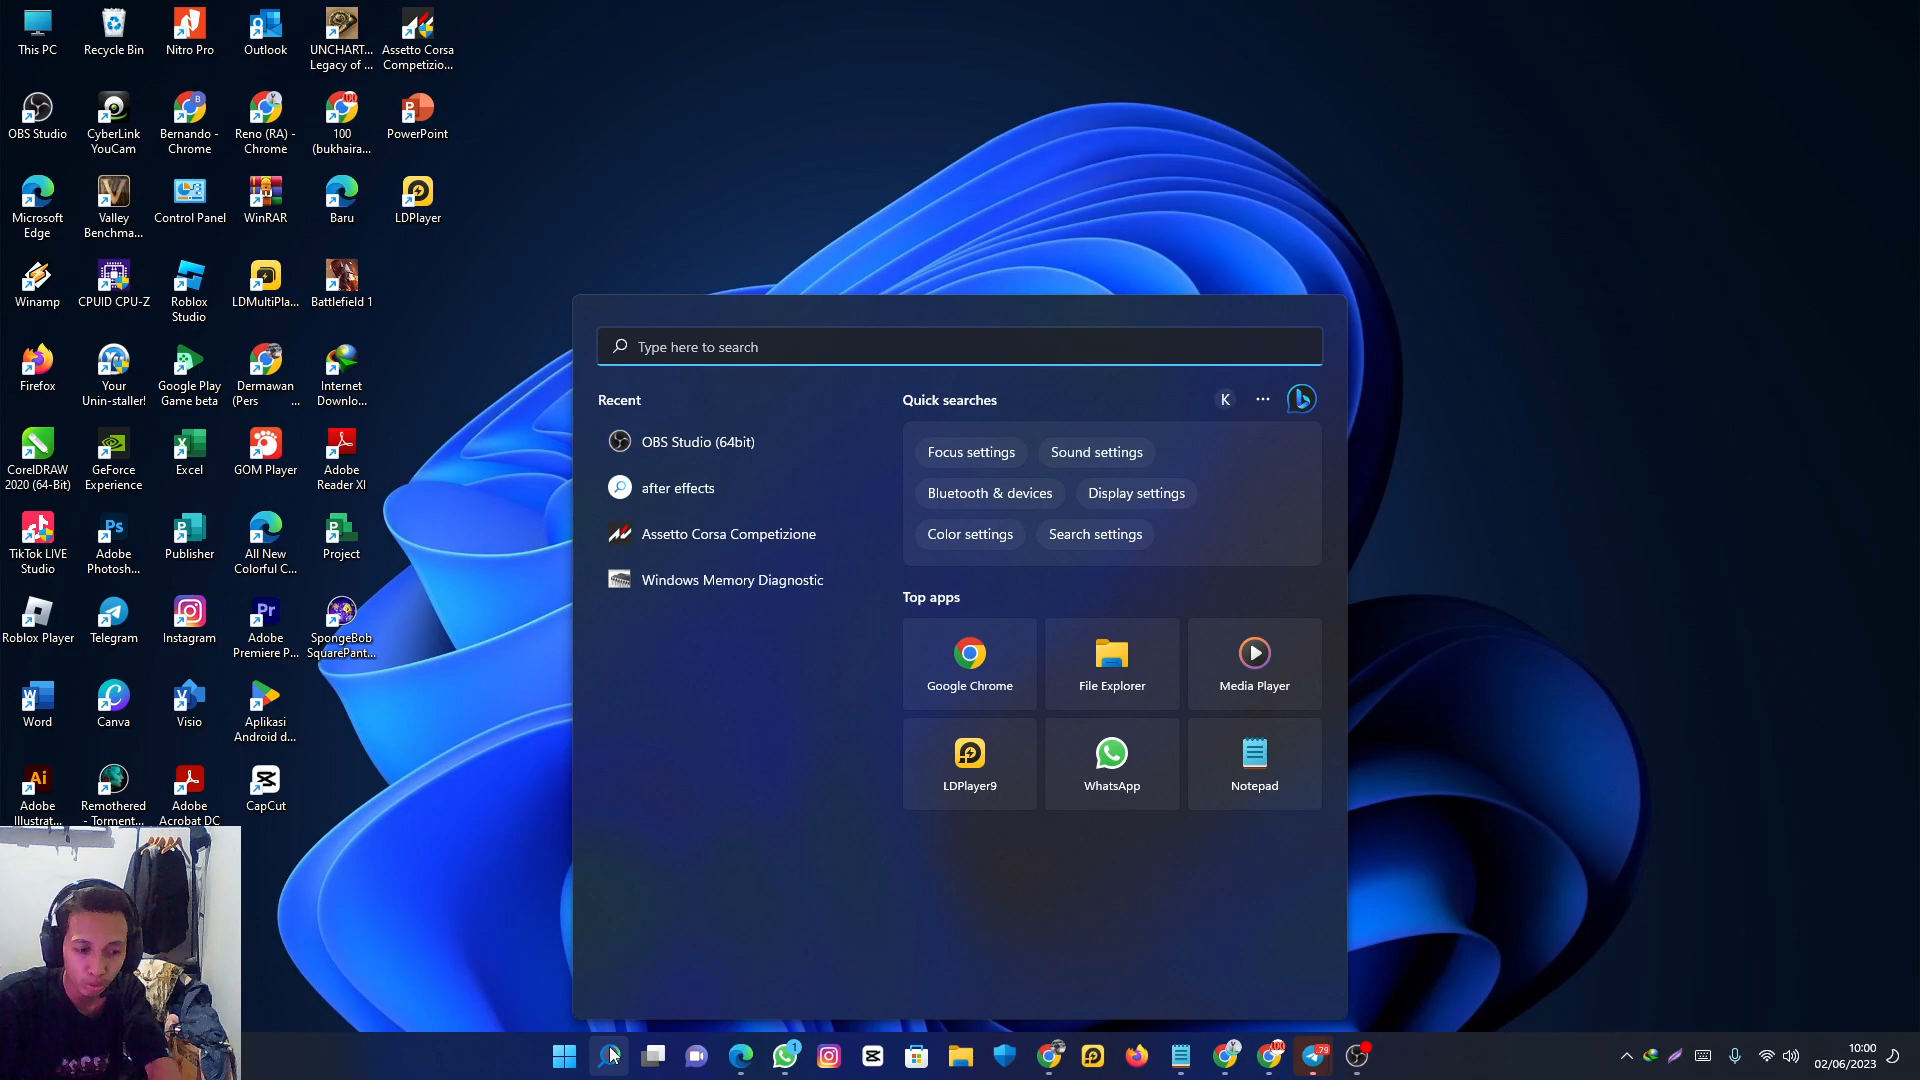 This PC
Recycle Bin
Nitro Pro
Outlook
UNCHART...
Legacy of ...
Assetto Corsa
Competizio...
OBS Studio
CyberLink
YouCam
Bernando -
Chrome
Reno (RA) -
Chrome
100
(bukhaira...
PowerPoint
Microsoft
Edge
Valley
Benchma...
Control Panel
WinRAR
Baru
LDPlayer
Winamp
CPUID CPU-Z
Roblox
Studio
LDMultiPla...
Battlefield 1
Firefox
Your
Unin-staller!
Google Play
Game beta
Dermawan
(Pers ...
Internet
Downlo...
CorelDRAW
2020 (64-Bit)
GeForce
Experience
Excel
GOM Player
Adobe
Reader XI
TikTok LIVE
Studio
Adobe
Photosh...
Publisher
All New
Colorful C...
Project
Roblox Player
Telegram
Instagram
Adobe
Premiere P...
SpongeBob
SquarePant...
Word
Canva
Visio
Aplikasi
Android d...
Adobe
Illustrat...
Remothered
- Torment...
Adobe
Acrobat DC
CapCut
Type here to search
Recent
OBS Studio (64bit)
after effects
Assetto Corsa Competizione
Windows Memory Diagnostic
Quick searches
K
Focus settings
Sound settings
Bluetooth & devices
Display settings
Color settings
Search settings
Top apps
Google Chrome
File Explorer
Media Player
LDPlayer9
WhatsApp
Notepad
10:00
02/06/2023